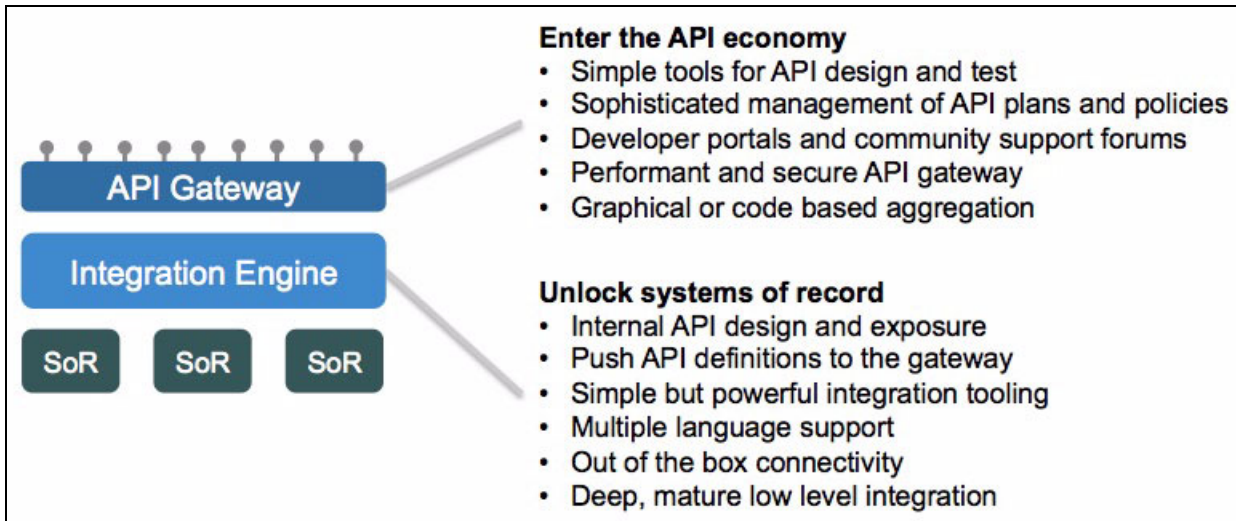 API Gateway
Integration Engine
SoR SoR SoR
Enter the API economy
• Simple tools for API design and test
• Sophisticated management of API plans and policies
• Developer portals and community support forums
• Performant and secure API gateway
• Graphical or code based aggregation
Unlock systems of record
• Internal API design and exposure
• Push API definitions to the gateway
• Simple but powerful integration tooling
• Multiple language support
• Out of the box connectivity
• Deep, mature low level integration